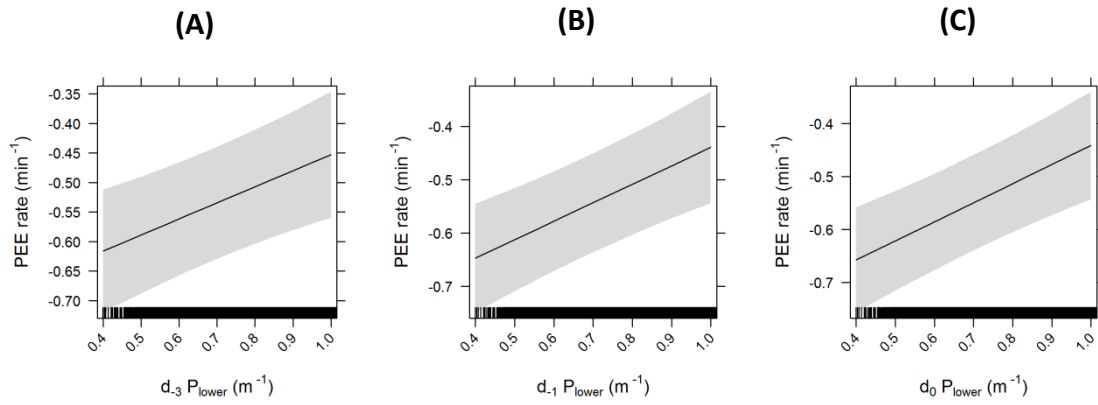 (A)
(B)
(C)
-0.35
-0.40
-0.45
-0.50
-0.55
-0.60
-0.65
-0.70
PEE rate (min⁻¹)
0.4 0.5 0.6 0.7 0.8 0.9 1.0
d₋₃ P_lower (m⁻¹)
-0.4
-0.5
-0.6
-0.7
PEE rate (min⁻¹)
0.4 0.5 0.6 0.7 0.8 0.9 1.0
d₋₁ P_lower (m⁻¹)
-0.4
-0.5
-0.6
-0.7
PEE rate (min⁻¹)
0.4 0.5 0.6 0.7 0.8 0.9 1.0
d₀ P_lower (m⁻¹)